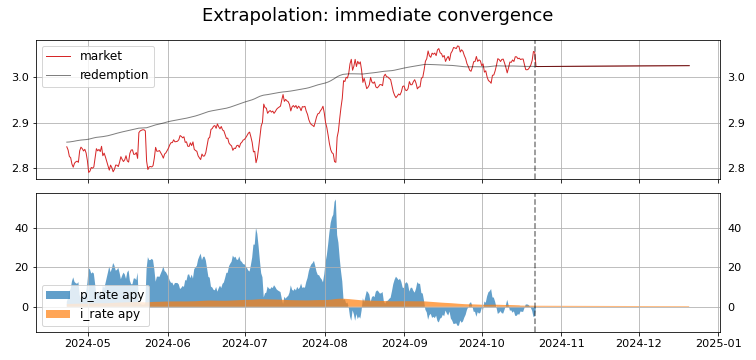 Extrapolation: immediate convergence
market
redemption
3.0 3.0
2.9 2.9
2.8 2.8
40 40
20 20
0 0
p_rate apy
i_rate apy
2024-05 2024-06 2024-07 2024-08 2024-09 2024-10 2024-11 2024-12 2025-01